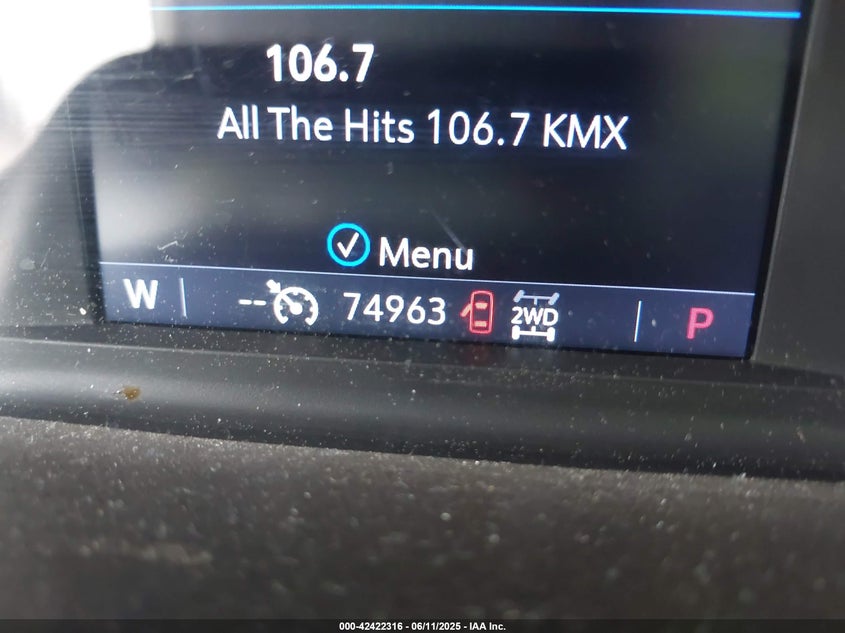 106.7
All The Hits 106.7 KMX
Menu
W -- 74963 2WD P
000-42422316 - 06/11/2025 - IAA Inc.